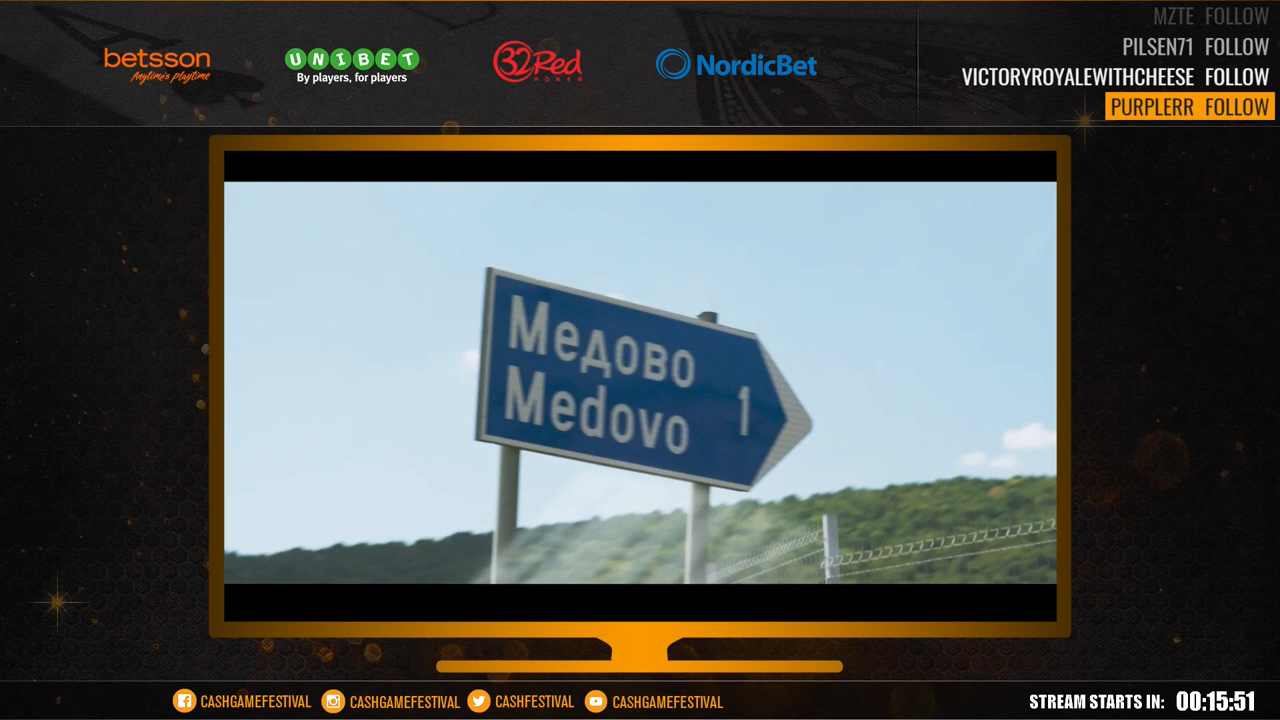 betsson
Anytime's playtime
UNIBET
By players, for players
32Red
POKER
NordicBet
MZTE FOLLOW
PILSEN71 FOLLOW
VICTORYROYALEWITHCHEESE FOLLOW
PURPLERR FOLLOW
Медово
Medovo 1
CASHGAMEFESTIVAL
CASHGAMEFESTIVAL
CASHFESTIVAL
CASHGAMEFESTIVAL
STREAM STARTS IN: 00:15:51